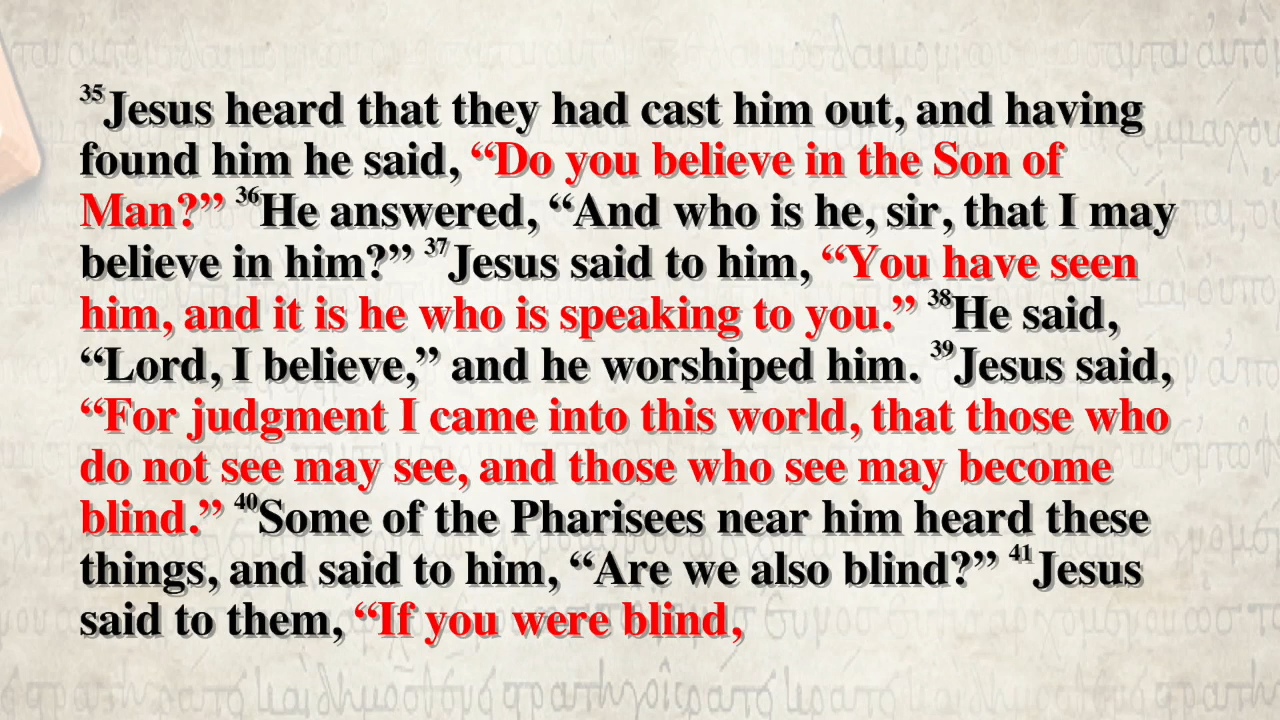 35Jesus heard that they had cast him out, and having
found him he said, “Do you believe in the Son of
Man?” 36He answered, “And who is he, sir, that I may
believe in him?” 37Jesus said to him, “You have seen
him, and it is he who is speaking to you.” 38He said,
“Lord, I believe,” and he worshiped him. 39Jesus said,
“For judgment I came into this world, that those who
do not see may see, and those who see may become
blind.” 40Some of the Pharisees near him heard these
things, and said to him, “Are we also blind?” 41Jesus
said to them, “If you were blind,